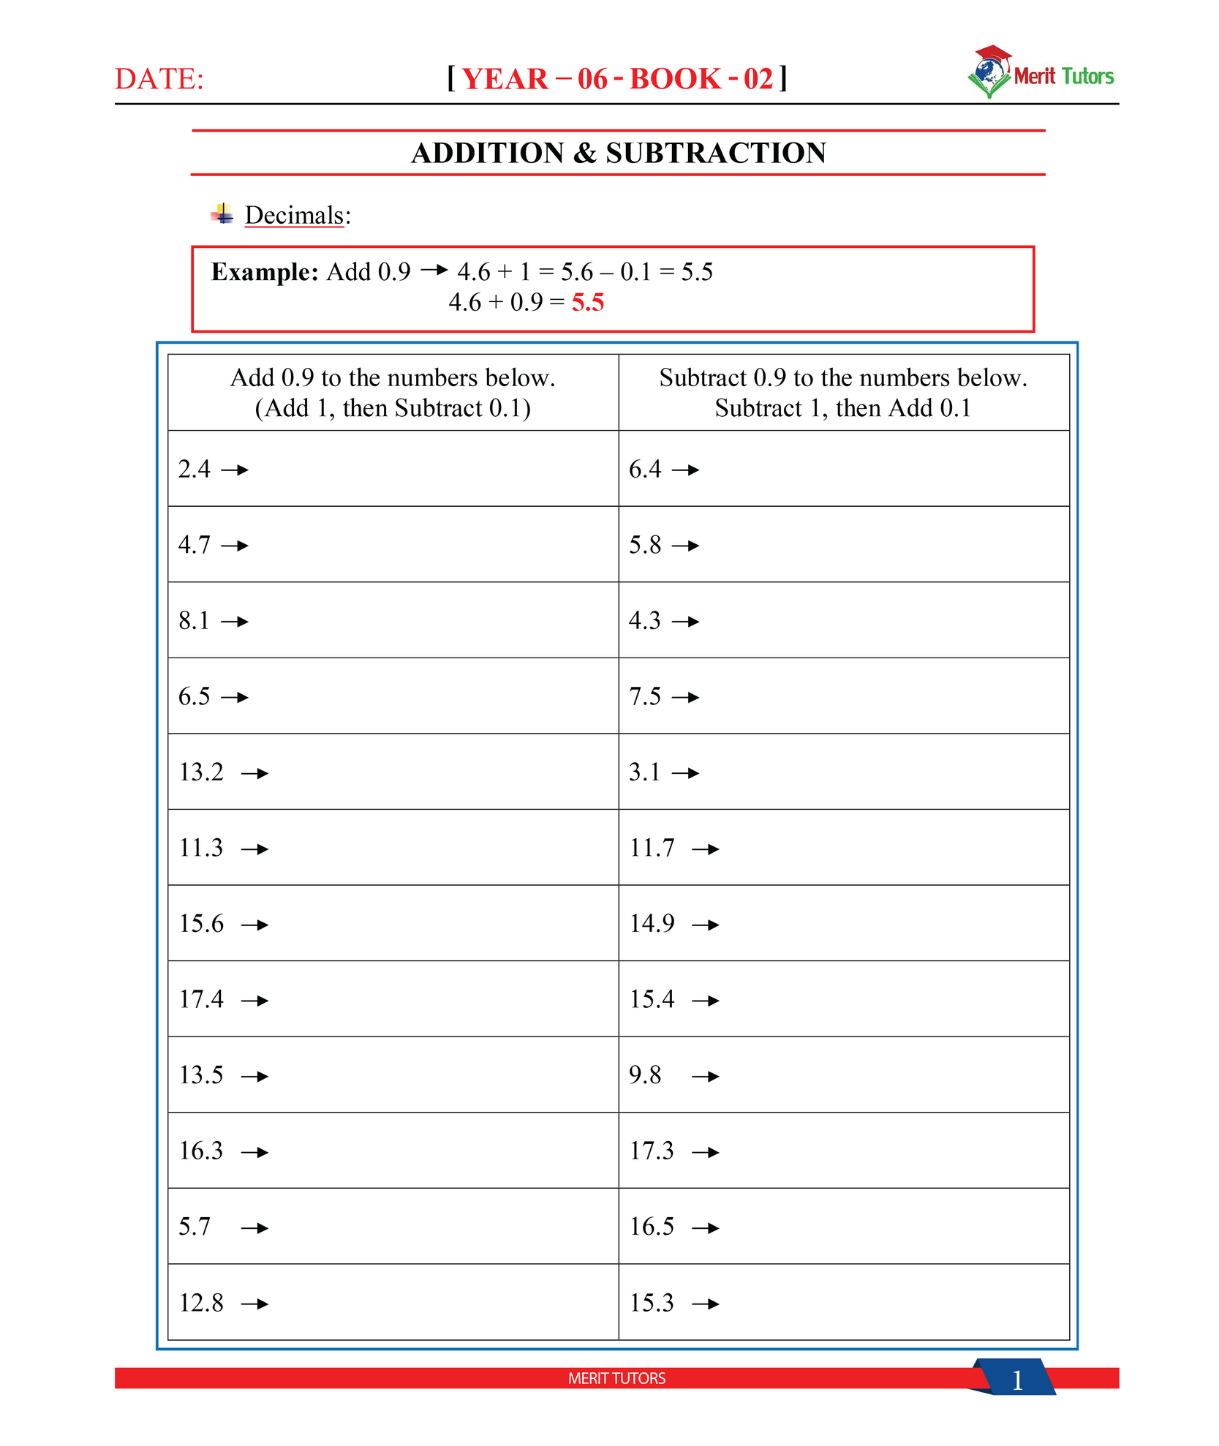 DATE:
[ YEAR – 06 - BOOK - 02 ]
Merit Tutors
ADDITION & SUBTRACTION
Decimals:
Example: Add 0.9 → 4.6 + 1 = 5.6 – 0.1 = 5.5
4.6 + 0.9 = 5.5
Add 0.9 to the numbers below.
(Add 1, then Subtract 0.1)
Subtract 0.9 to the numbers below.
Subtract 1, then Add 0.1
2.4 →
6.4 →
4.7 →
5.8 →
8.1 →
4.3 →
6.5 →
7.5 →
13.2 →
3.1 →
11.3 →
11.7 →
15.6 →
14.9 →
17.4 →
15.4 →
13.5 →
9.8 →
16.3 →
17.3 →
5.7 →
16.5 →
12.8 →
15.3 →
MERIT TUTORS
1